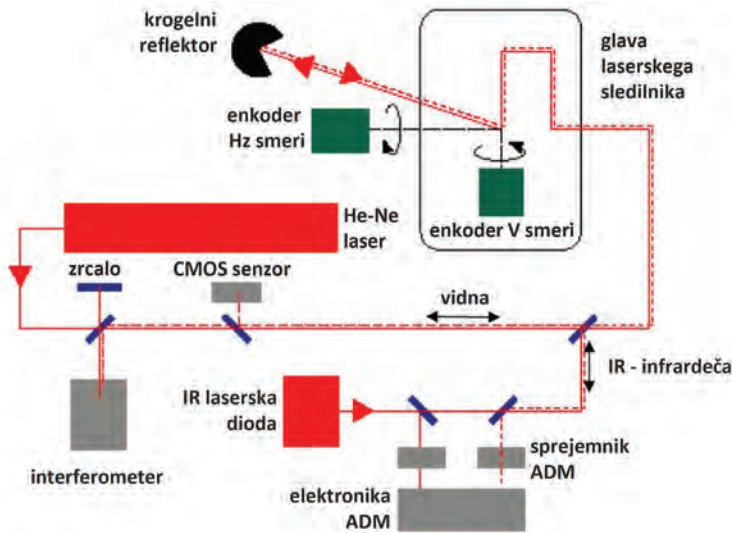 krogelni
reflektor
glava
laserskega
sledilnika
enkoder
Hz smeri
enkoder V smeri
He-Ne
laser
zrcalo
CMOS senzor
vidna
IR - infrardeča
IR laserska
dioda
sprejemnik
ADM
interferometer
elektronika
ADM